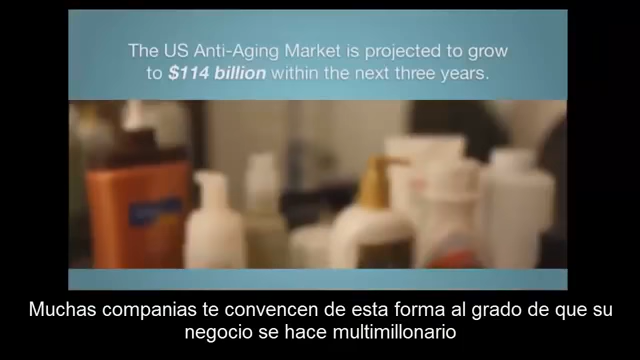 The US Anti-Aging Market is projected to grow
to $114 billion within the next three years.
Muchas companias te convencen de esta forma al grado de que su
negocio se hace multimillonario